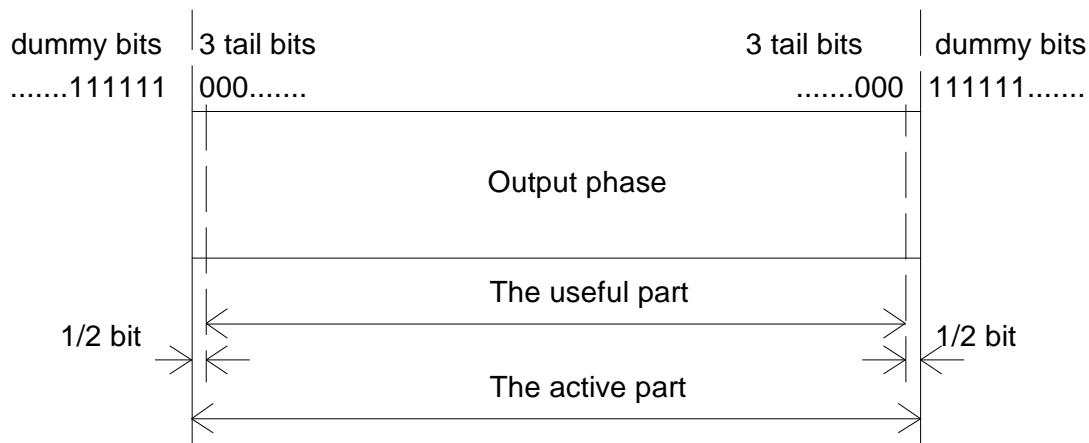 dummy bits 3 tail bits 3 tail bits dummy bits
.......111111 000....... .......000 111111.......
Output phase
The useful part
1/2 bit 1/2 bit
The active part